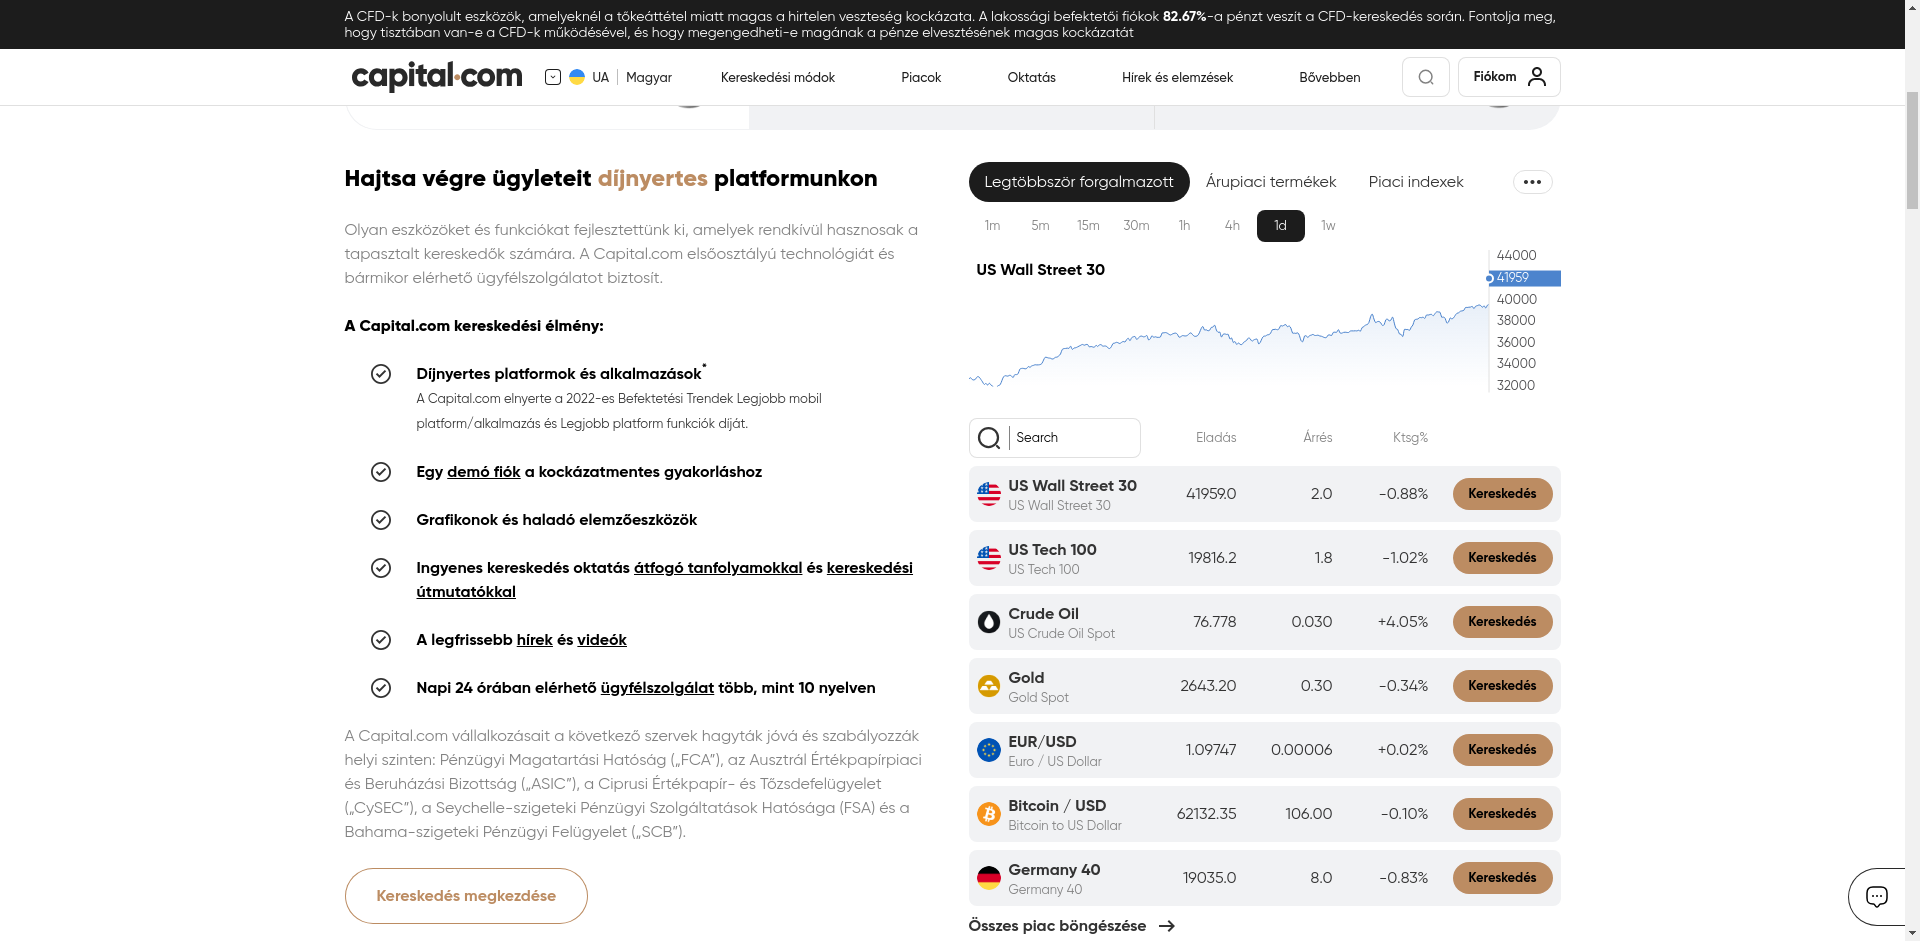 A CFD-k bonyolult eszközök, amelyeknél a tőkeáttétel miatt magas a hirtelen veszteség kockázata. A lakossági befektetői fiókok 82.67%-a pénzt veszít a CFD-kereskedés során. Fontolja meg,
hogy tisztában van-e a CFD-k működésével, és hogy megengedheti-e magának a pénze elvesztésének magas kockázatát
capital.com
UA
Magyar
Kereskedési módok
Piacok
Oktatás
Hírek és elemzések
Bővebben
Fiókom
Hajtsa végre ügyleteit díjnyertes platformunkon
Olyan eszközöket és funkciókat fejlesztettünk ki, amelyek rendkívül hasznosak a
tapasztalt kereskedők számára. A Capital.com elsőosztályú technológiát és
bármikor elérhető ügyfélszolgálatot biztosít.
A Capital.com kereskedési élmény:
Díjnyertes platformok és alkalmazások*
A Capital.com elnyerte a 2022-es Befektetési Trendek Legjobb mobil
platform/alkalmazás és Legjobb platform funkciók díját.
Egy demó fiók a kockázatmentes gyakorláshoz
Grafikonok és haladó elemzőeszközök
Ingyenes kereskedés oktatás átfogó tanfolyamokkal és kereskedési
útmutatókkal
A legfrissebb hírek és videók
Napi 24 órában elérhető ügyfélszolgálat több, mint 10 nyelven
A Capital.com vállalkozásait a következő szervek hagyták jóvá és szabályozzák
helyi szinten: Pénzügyi Magatartási Hatóság („FCA”), az Ausztrál Értékpapírpiaci
és Beruházási Bizottság („ASIC”), a Ciprusi Értékpapír- és Tőzsdefelügyelet
(„CySEC”), a Seychelle-szigeteki Pénzügyi Szolgáltatások Hatósága (FSA) és a
Bahama-szigeteki Pénzügyi Felügyelet („SCB”).
Kereskedés megkezdése
Legtöbbször forgalmazott
Árupiaci termékek
Piaci indexek
1m 5m 15m 30m 1h 4h 1d 1w
US Wall Street 30
44000
41959
40000
38000
36000
34000
32000
Search
Eladás Árrés Ktsg%
US Wall Street 30
US Wall Street 30
41959.0 2.0 -0.88% Kereskedés
US Tech 100
US Tech 100
19816.2 1.8 -1.02% Kereskedés
Crude Oil
US Crude Oil Spot
76.778 0.030 +4.05% Kereskedés
Gold
Gold Spot
2643.20 0.30 -0.34% Kereskedés
EUR/USD
Euro / US Dollar
1.09747 0.00006 +0.02% Kereskedés
Bitcoin / USD
Bitcoin to US Dollar
62132.35 106.00 -0.10% Kereskedés
Germany 40
Germany 40
19035.0 8.0 -0.83% Kereskedés
Összes piac böngészése